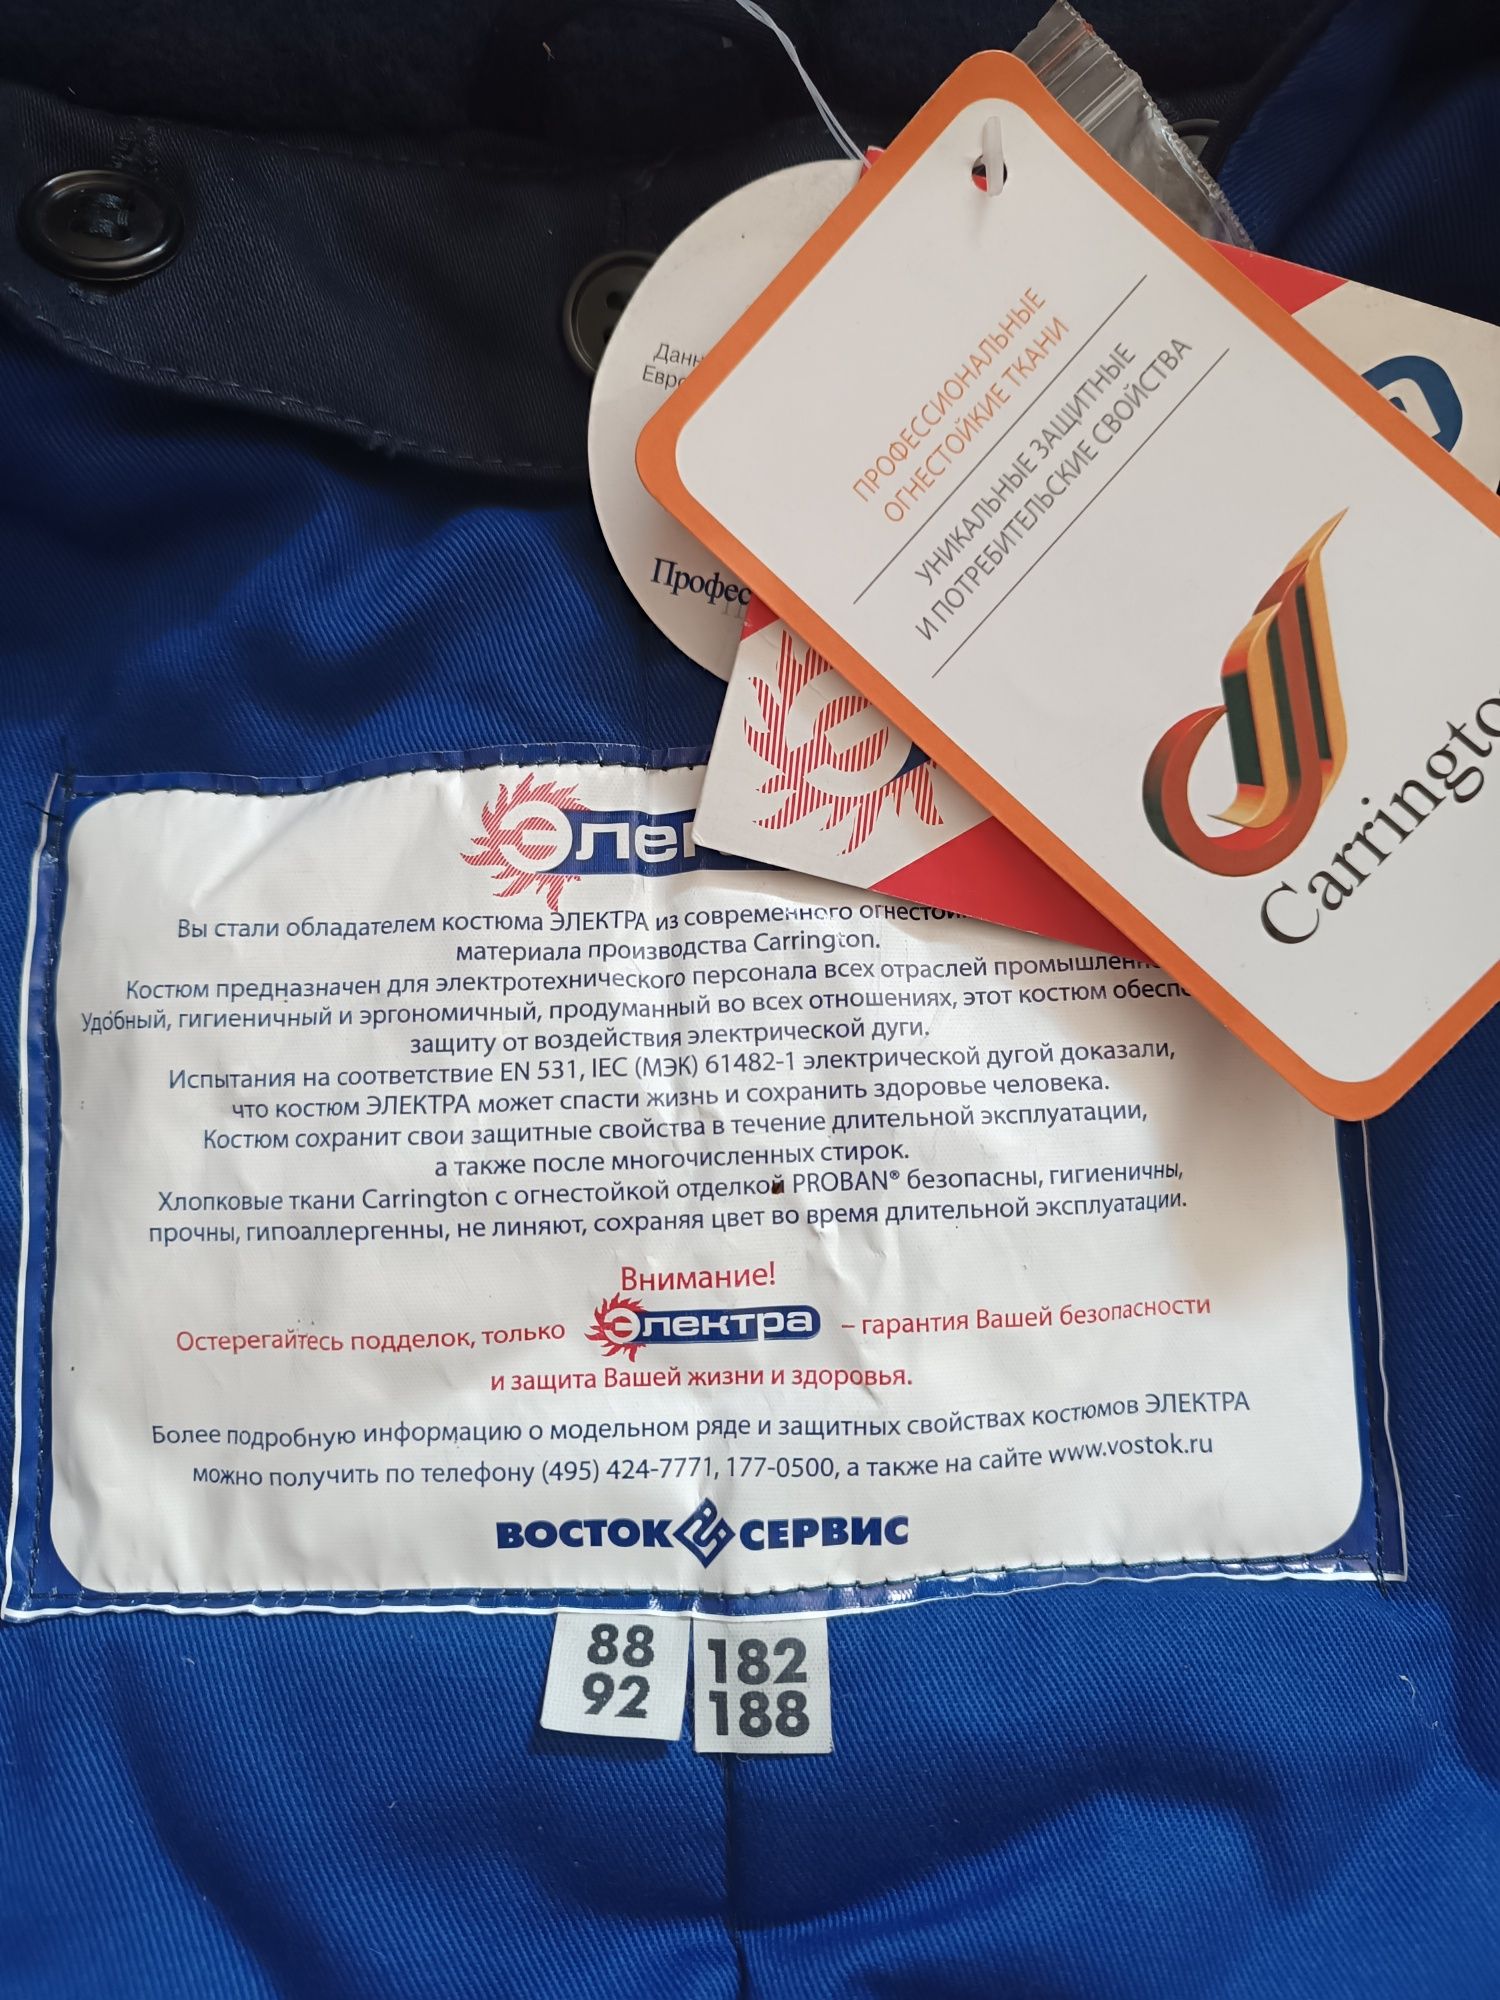 Данн
Евро
Профес
ПРОФЕССИОНАЛЬНЫЕ
ОГНЕСТОЙКИЕ ТКАНИ
УНИКАЛЬНЫЕ ЗАЩИТНЫЕ
И ПОТРЕБИТЕЛЬСКИЕ СВОЙСТВА
Carringto
Элек
Вы стали обладателем костюма ЭЛЕКТРА из современного огнестой
материала производства Carrington.
Костюм предназначен для электротехнического персонала всех отраслей промышленн
Удобный, гигиеничный и эргономичный, продуманный во всех отношениях, этот костюм обеспе
защиту от воздействия электрической дуги.
Испытания на соответствие EN 531, IEC (МЭК) 61482-1 электрической дугой доказали,
что костюм ЭЛЕКТРА может спасти жизнь и сохранить здоровье человека.
Костюм сохранит свои защитные свойства в течение длительной эксплуатации,
а также после многочисленных стирок.
Хлопковые ткани Carrington с огнестойкой отделкой PROBAN® безопасны, гигиеничны,
прочны, гипоаллергенны, не линяют, сохраняя цвет во время длительной эксплуатации.
Внимание!
Остерегайтесь подделок, только Электра – гарантия Вашей безопасности
и защита Вашей жизни и здоровья.
Более подробную информацию о модельном ряде и защитных свойствах костюмов ЭЛЕКТРА
можно получить по телефону (495) 424-7771, 177-0500, а также на сайте www.vostok.ru
ВОСТОК СЕРВИС
88 182
92 188